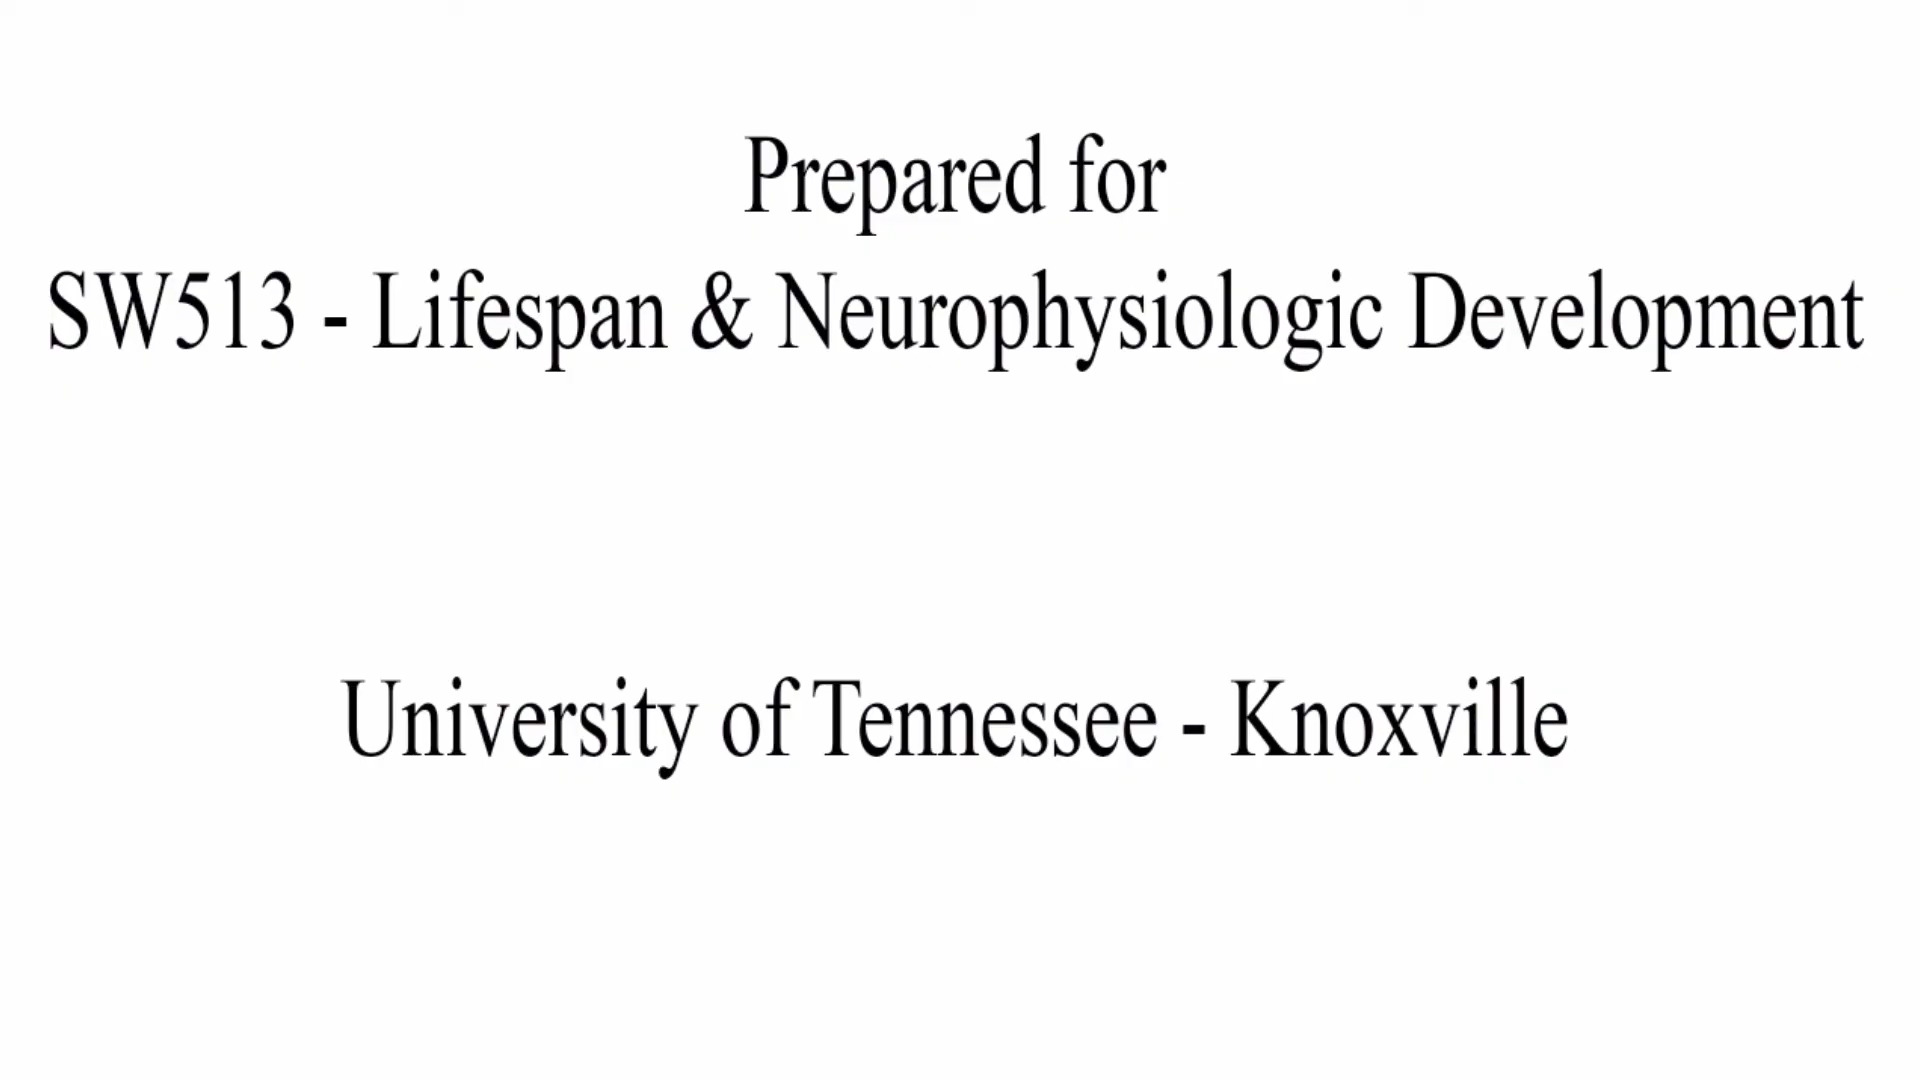 Prepared for
SW513 - Lifespan & Neurophysiologic Development
University of Tennessee - Knoxville